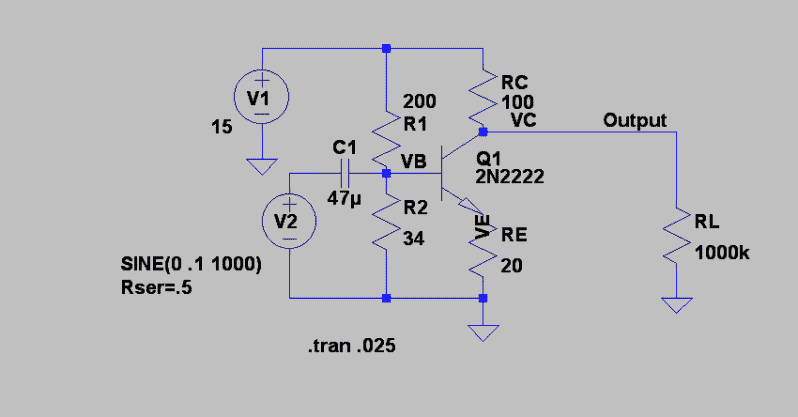 V1
15
200
R1
RC
100
VC
Output
C1
47µ
VB
Q1
2N2222
V2
R2
34
VE
RE
20
RL
1000k
SINE(0 .1 1000)
Rser=.5
.tran .025